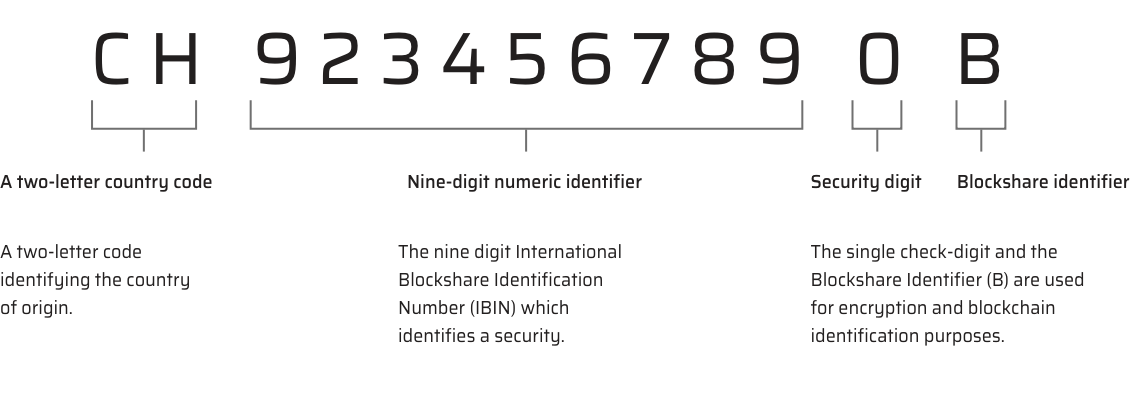 CH 923456789 0 B
A two-letter country code
Nine-digit numeric identifier
Security digit
Blockshare identifier
A two-letter code
identifying the country
of origin.
The nine digit International
Blockshare Identification
Number (IBIN) which
identifies a security.
The single check-digit and the
Blockshare Identifier (B) are used
for encryption and blockchain
identification purposes.